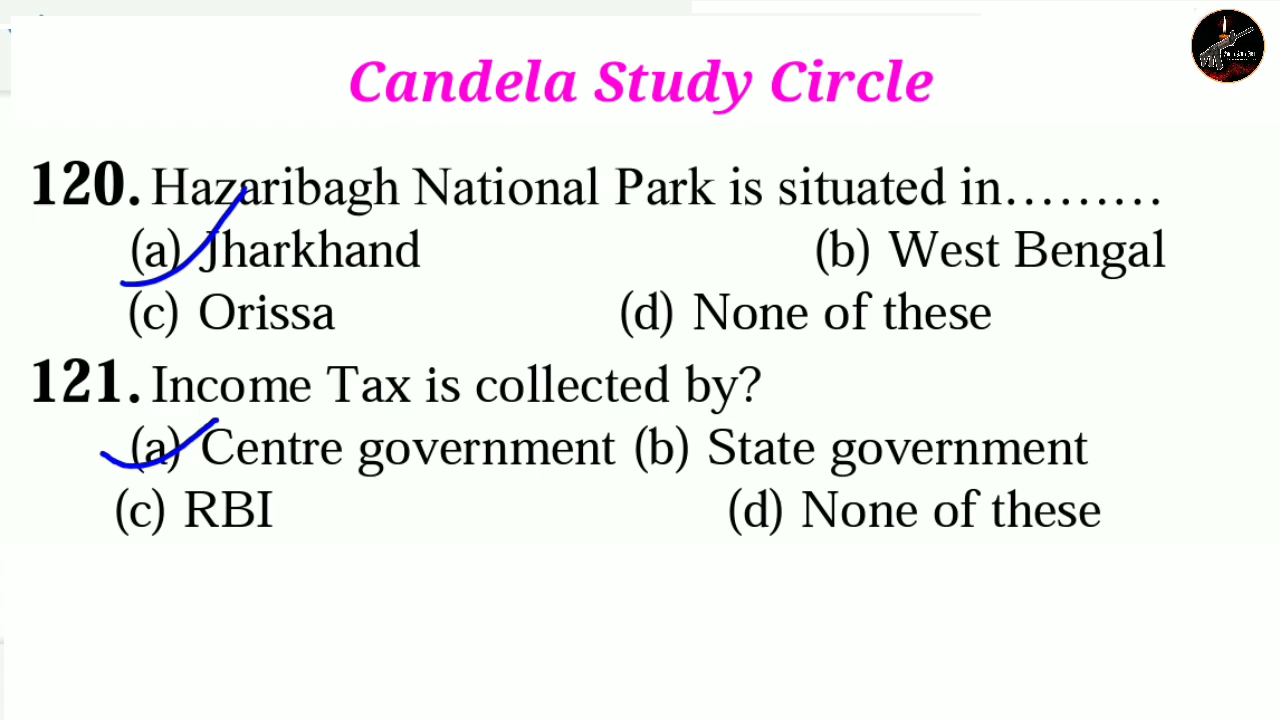 Candela Study Circle
120. Hazaribagh National Park is situated in………
(a) Jharkhand (b) West Bengal
(c) Orissa (d) None of these
121. Income Tax is collected by?
(a) Centre government (b) State government
(c) RBI (d) None of these